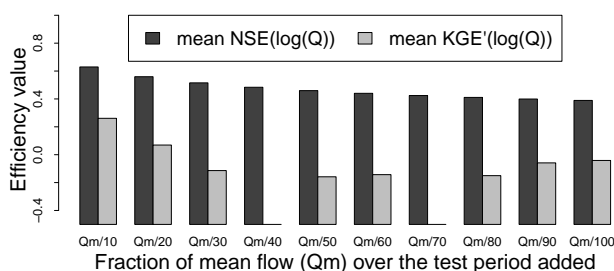 mean NSE(log(Q)) mean KGE'(log(Q))
Efficiency value
0.8
0.4
0.0
−0.4
Qm/10 Qm/20 Qm/30 Qm/40 Qm/50 Qm/60 Qm/70 Qm/80 Qm/90 Qm/100
Fraction of mean flow (Qm) over the test period added